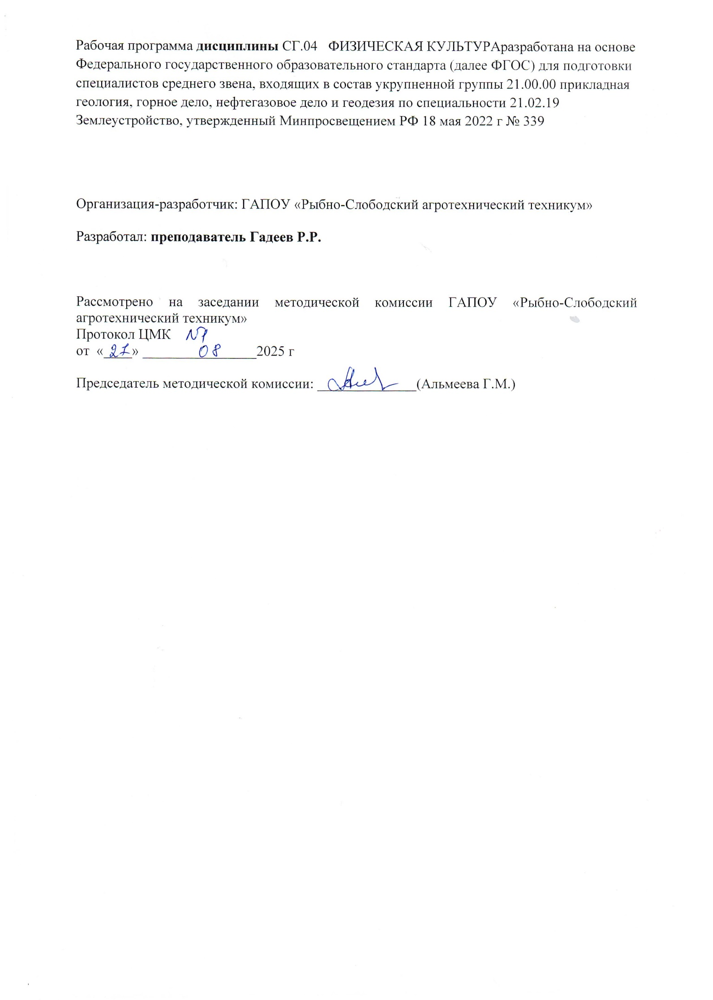 Рабочая программа дисциплины СГ.04 ФИЗИЧЕСКАЯ КУЛЬТУРАразработана на основе
Федерального государственного образовательного стандарта (далее ФГОС) для подготовки
специалистов среднего звена, входящих в состав укрупненной группы 21.00.00 прикладная
геология, горное дело, нефтегазовое дело и геодезия по специальности 21.02.19
Землеустройство, утвержденный Минпросвещением РФ 18 мая 2022 г № 339
Организация-разработчик: ГАПОУ «Рыбно-Слободский агротехнический техникум»
Разработал: преподаватель Гадеев Р.Р.
Рассмотрено на заседании методической комиссии ГАПОУ «Рыбно-Слободский
агротехнический техникум»
Протокол ЦМК №1
от «27» 08 2025 г
Председатель методической комиссии: (Альмеева Г.М.)